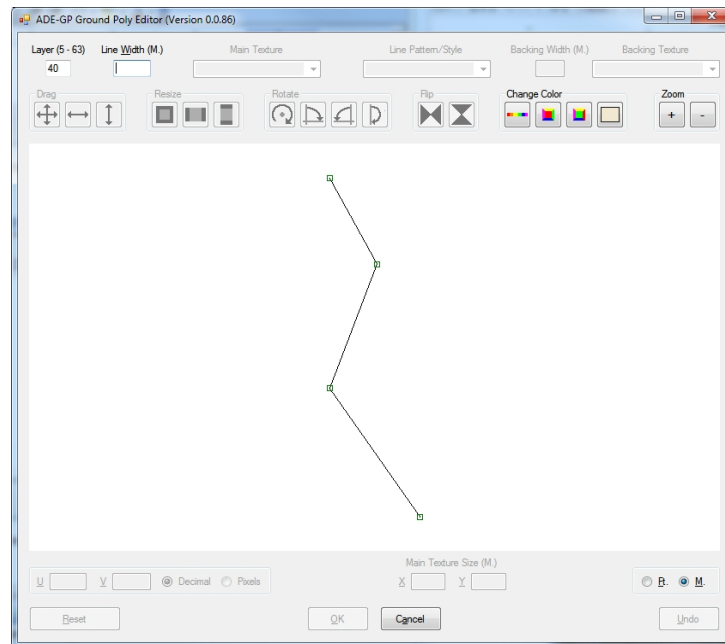 ADE-GP Ground Poly Editor (Version 0.0.86)
Layer (5 - 63) Line Width (M.) Main Texture Line Pattern/Style Backing Width (M.) Backing Texture
40
Drag Resize Rotate Flip Change Color Zoom
+ -
Main Texture Size (M.)
U V Decimal Pixels X Y Ft. M.
Reset OK Cancel Undo